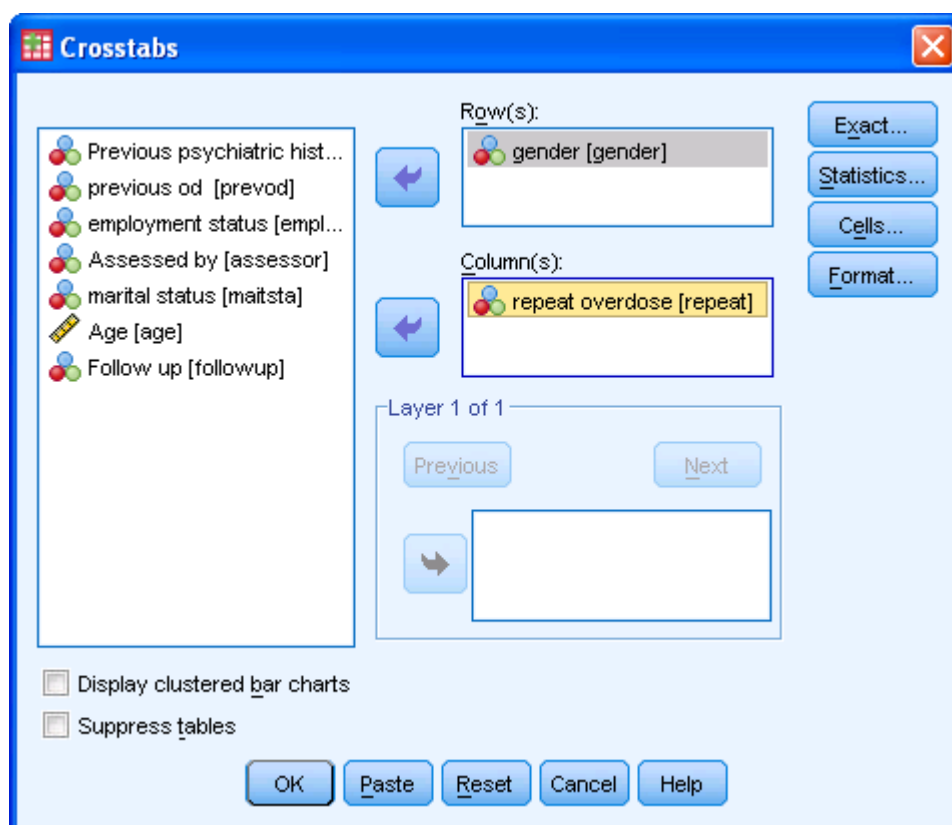 Crosstabs
Previous psychiatric hist...
previous od [prevod]
employment status [empl...
Assessed by [assessor]
marital status [maitsta]
Age [age]
Follow up [followup]
Row(s):
gender [gender]
Column(s):
repeat overdose [repeat]
Layer 1 of 1
Previous
Next
Exact...
Statistics...
Cells...
Format...
Display clustered bar charts
Suppress tables
OK
Paste
Reset
Cancel
Help